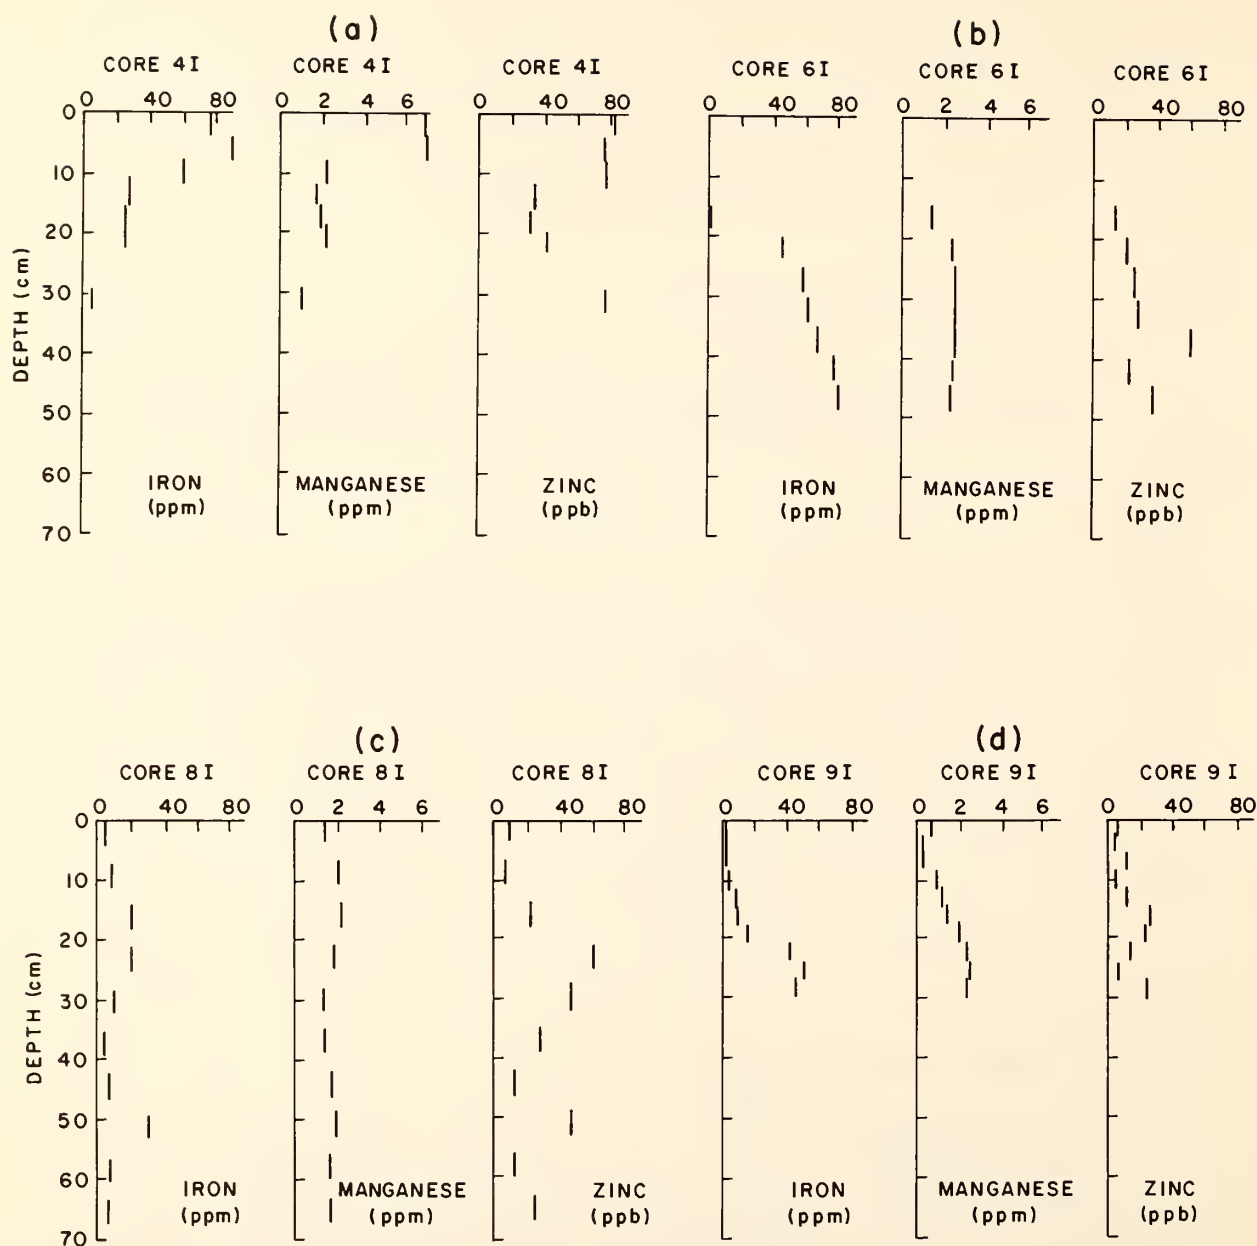 (a)
CORE 4I CORE 4I CORE 4I
0 40 80 0 2 4 6 0 40 80
0
10
20
30
40
50
60
70
DEPTH (cm)
IRON MANGANESE ZINC
(ppm) (ppm) (ppb)
(b)
CORE 6I CORE 6I CORE 6I
0 40 80 0 2 4 6 0 40 80
IRON MANGANESE ZINC
(ppm) (ppm) (ppb)
(c)
CORE 8I CORE 8I CORE 8I
0 40 80 0 2 6 0 40 80
0
10
20
30
40
50
60
70
DEPTH (cm)
IRON MANGANESE ZINC
(ppm) (ppm) (ppb)
(d)
CORE 9I CORE 9I CORE 9I
0 40 80 0 2 4 6 0 40 80
IRON MANGANESE ZINC
(ppm) (ppm) (ppb)